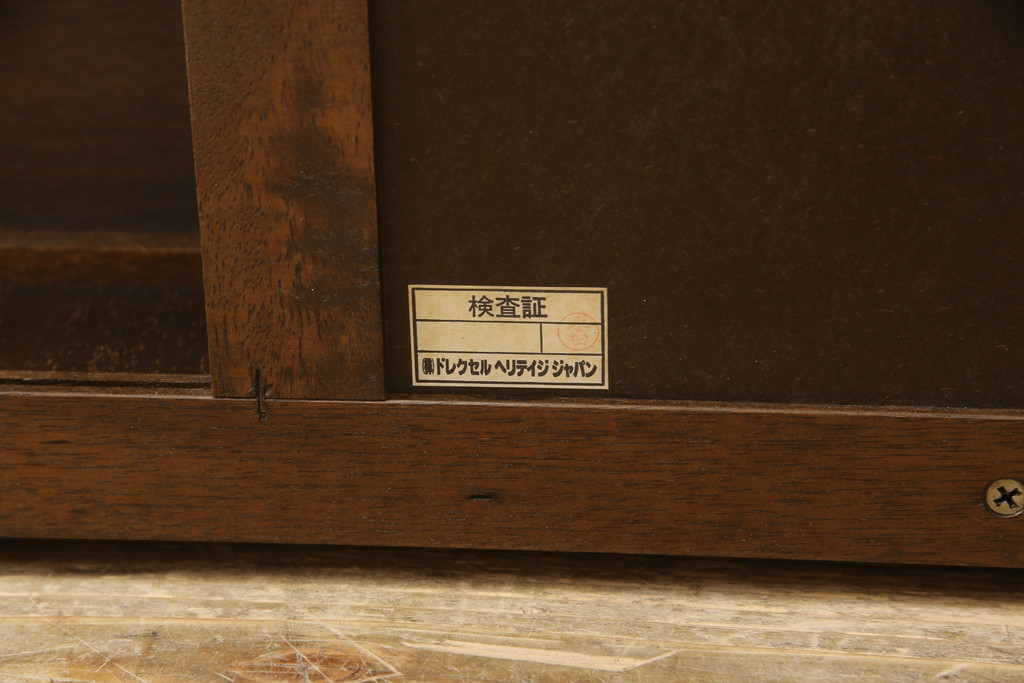 検査証
㈱ドレクセル ヘリテイジ ジャパン